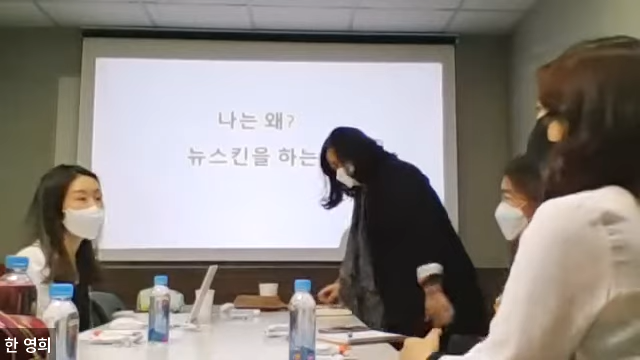 나는 왜?
뉴스킨을 하는
한 영희